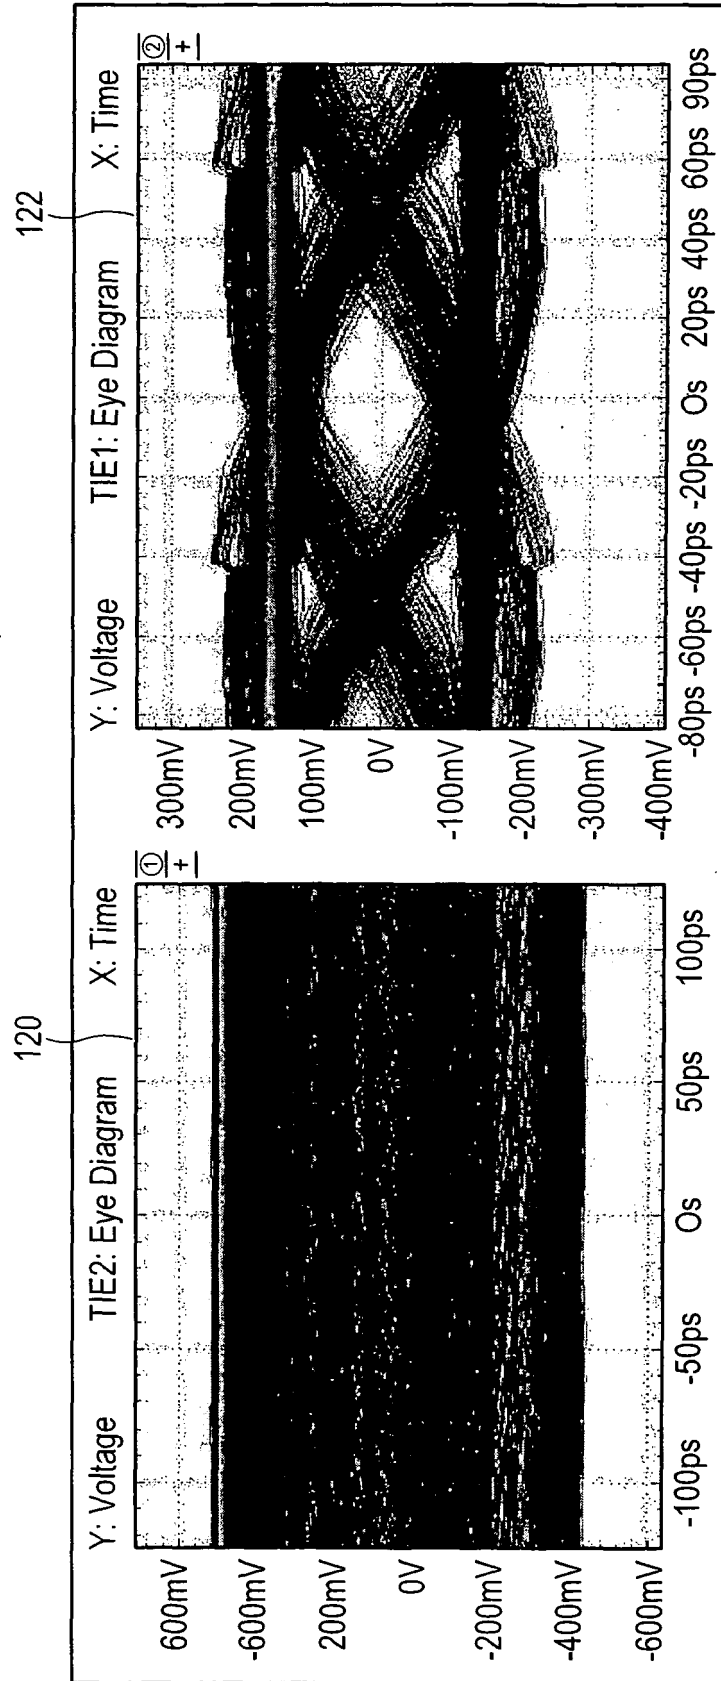 120
122
Y: Voltage TIE2: Eye Diagram X: Time
①
+
600mV
-600mV
200mV
0V
-200mV
-400mV
-600mV
-100ps -50ps 0s 50ps 100ps
Y: Voltage TIE1: Eye Diagram X: Time
②
+
300mV
200mV
100mV
0V
-100mV
-200mV
-300mV
-400mV
-80ps -60ps -40ps -20ps 0s 20ps 40ps 60ps 90ps